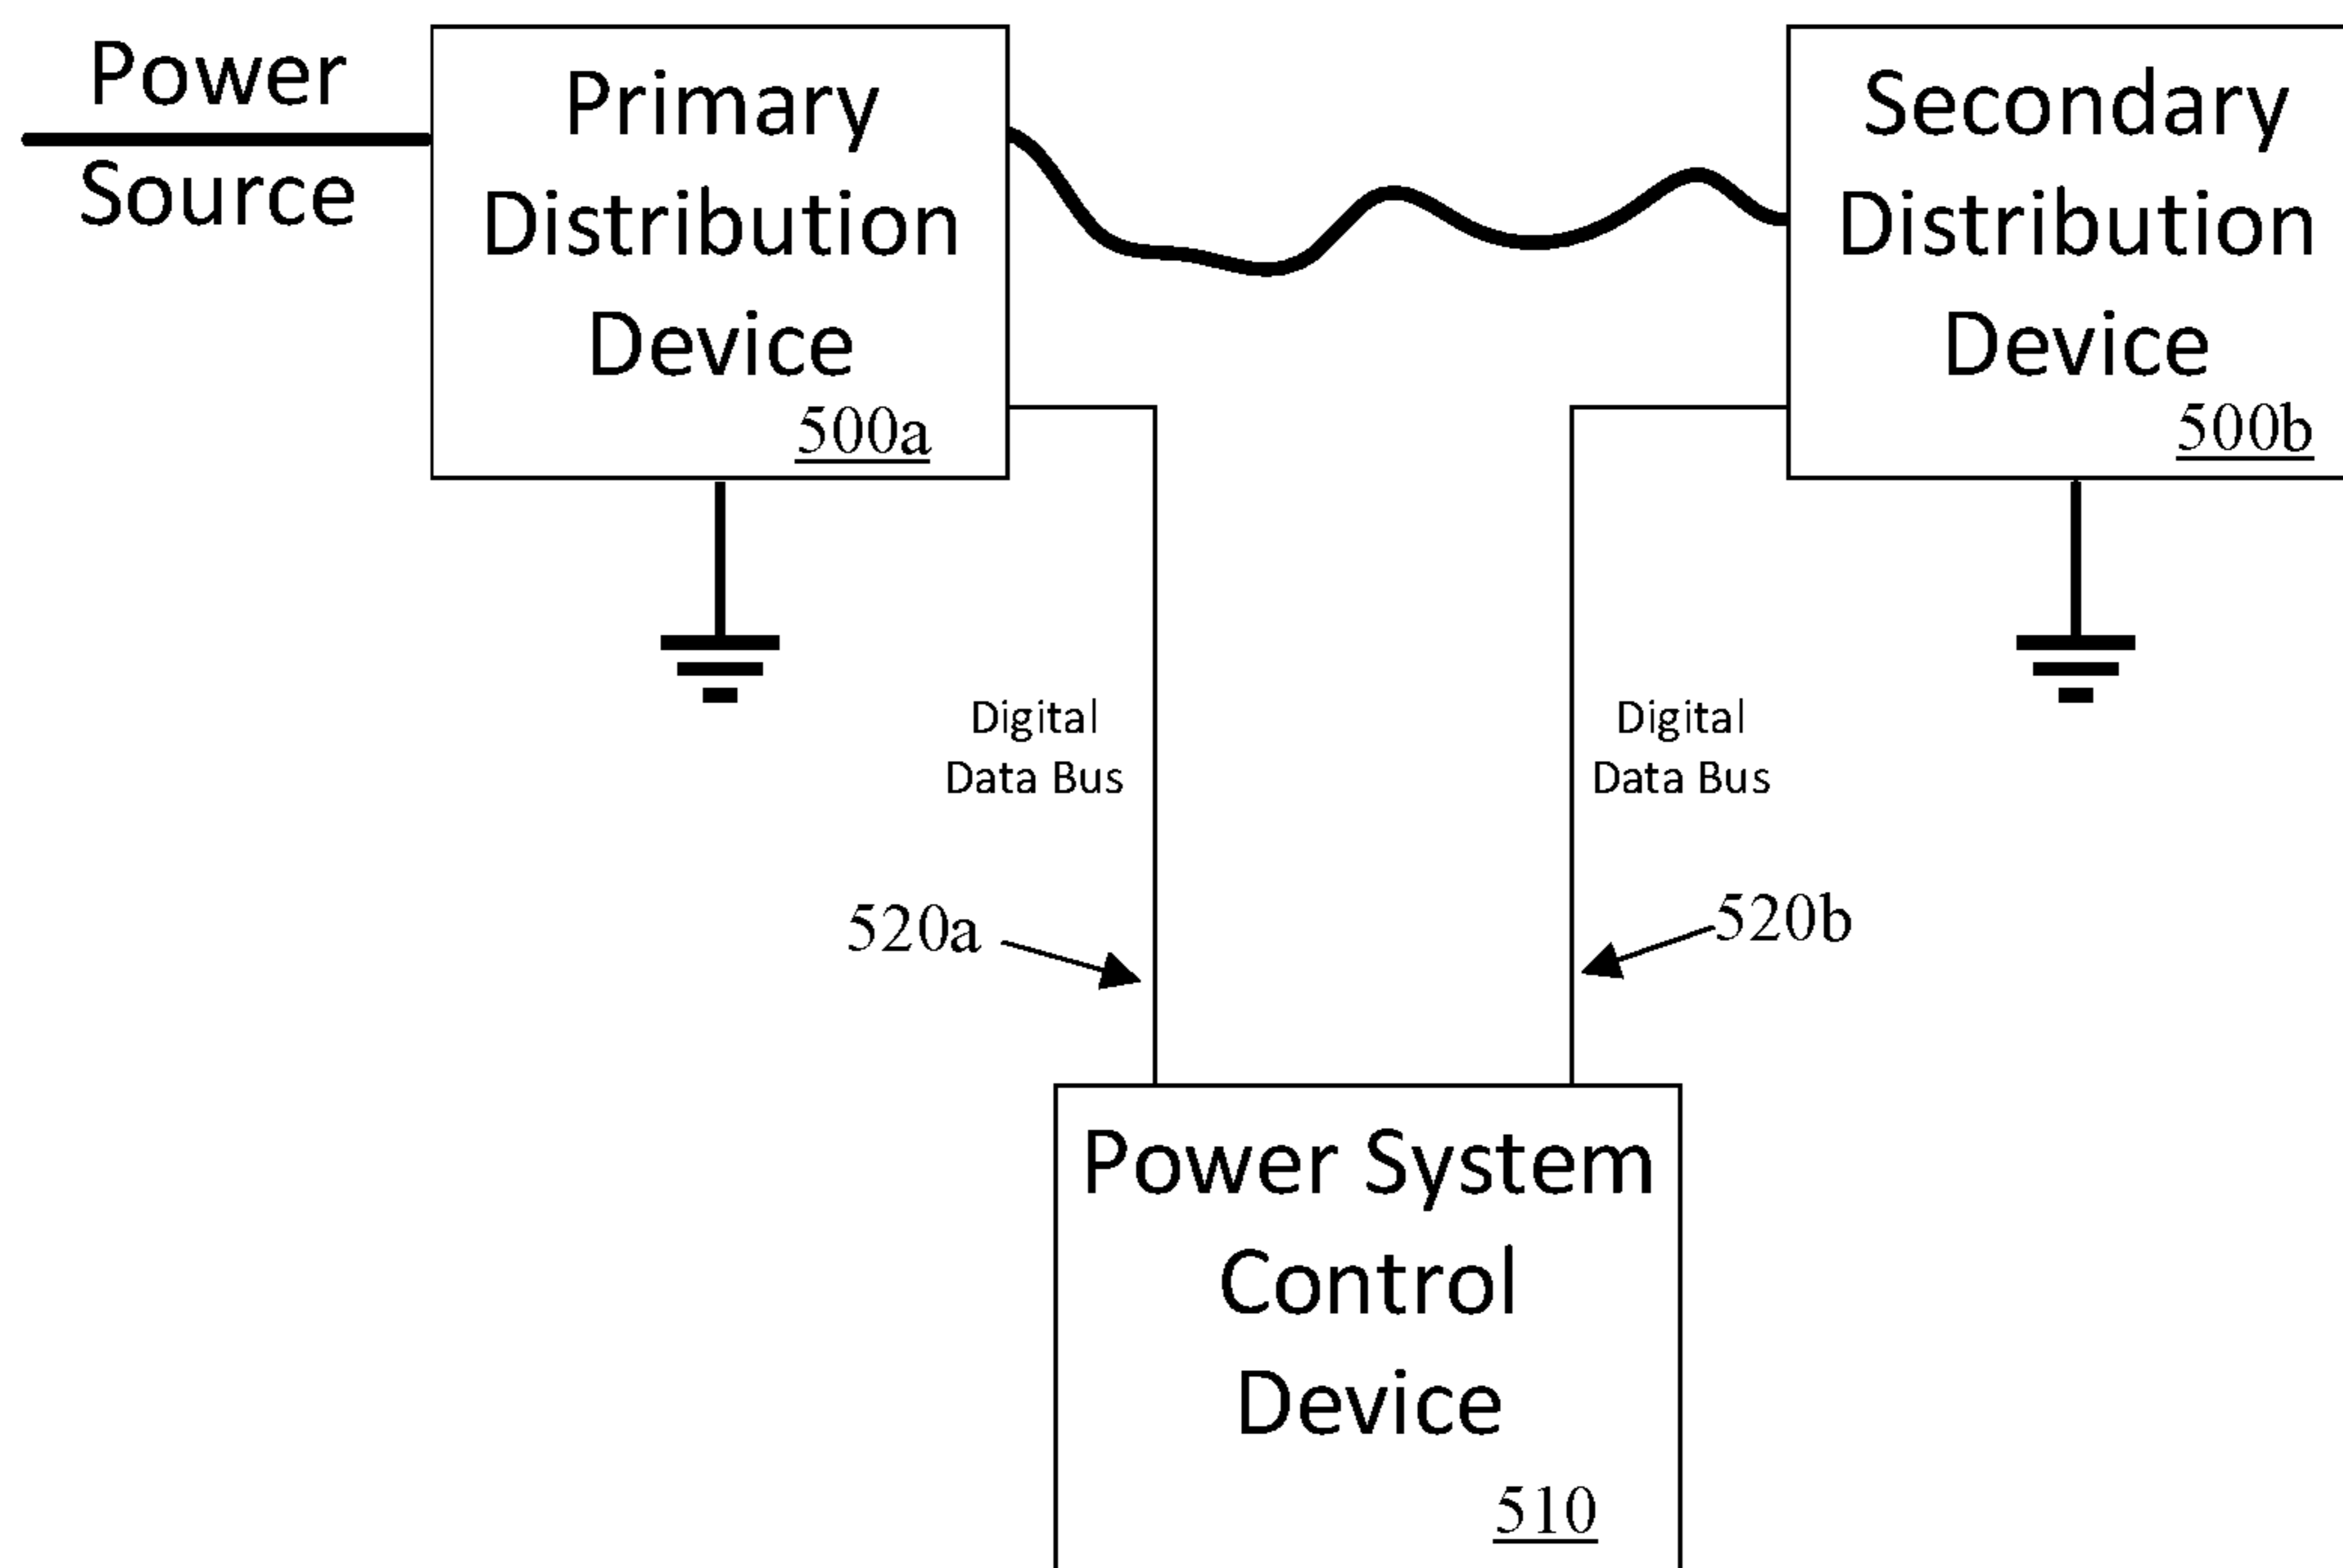 Power
Source
Primary
Distribution
Device
500a
Secondary
Distribution
Device
500b
Digital
Data Bus
Digital
Data Bus
520a
520b
Power System
Control
Device
510